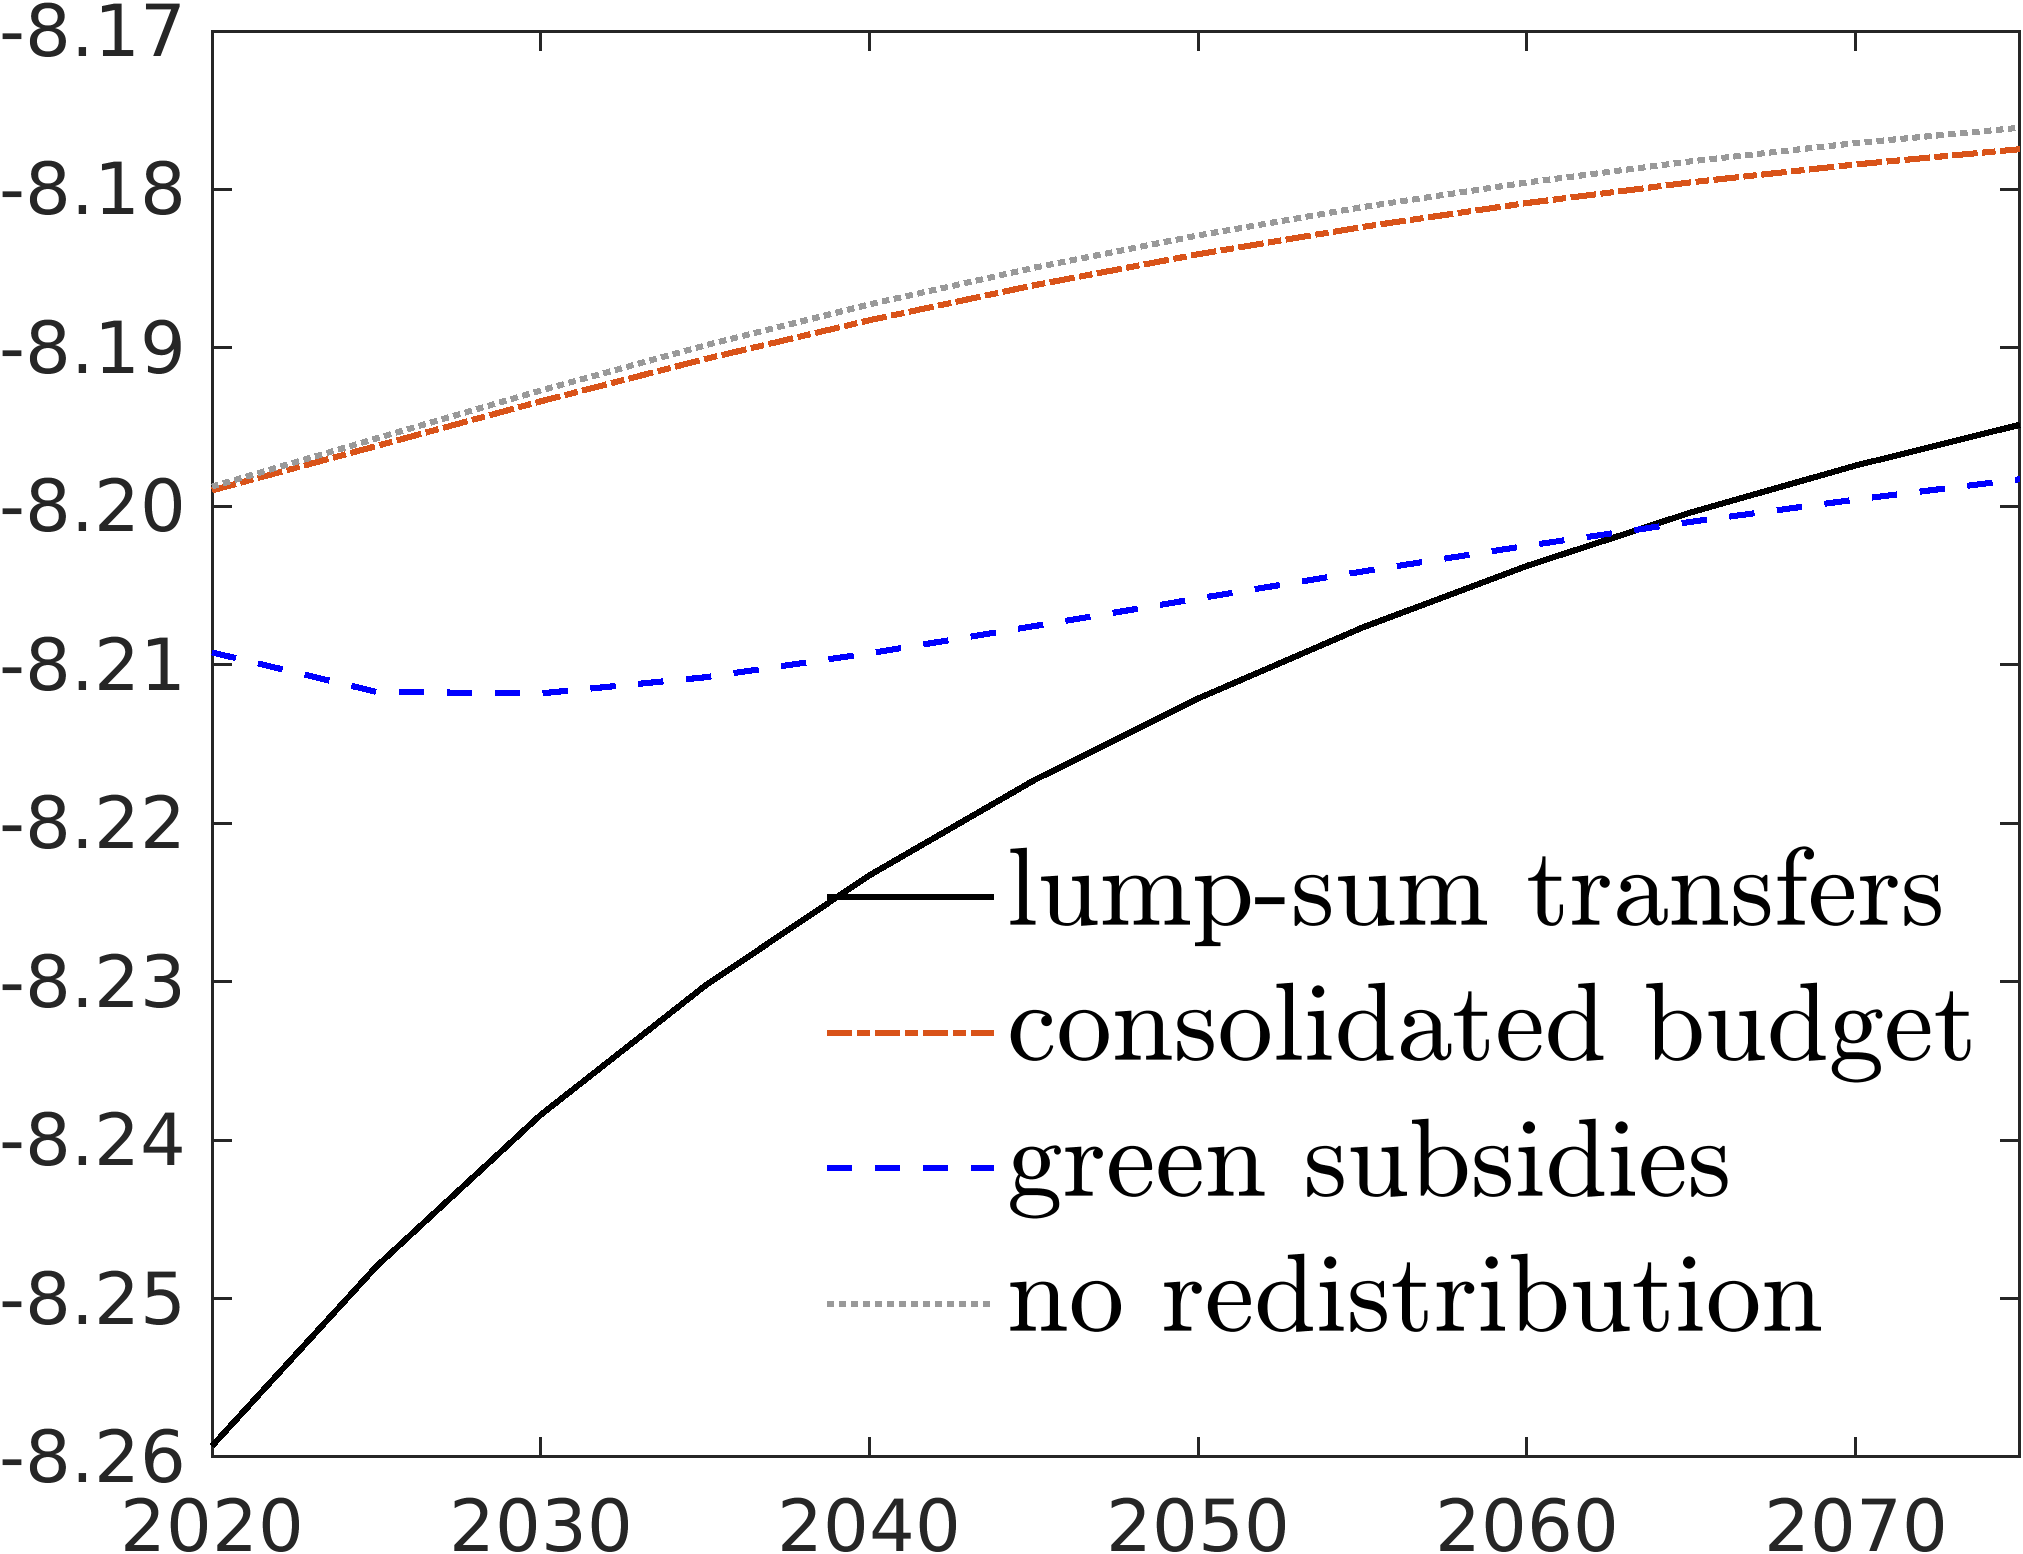 -8.17
-8.18
-8.19
-8.20
-8.21
-8.22
-8.23
-8.24
-8.25
-8.26
2020 2030 2040 2050 2060 2070
lump-sum transfers
consolidated budget
green subsidies
no redistribution